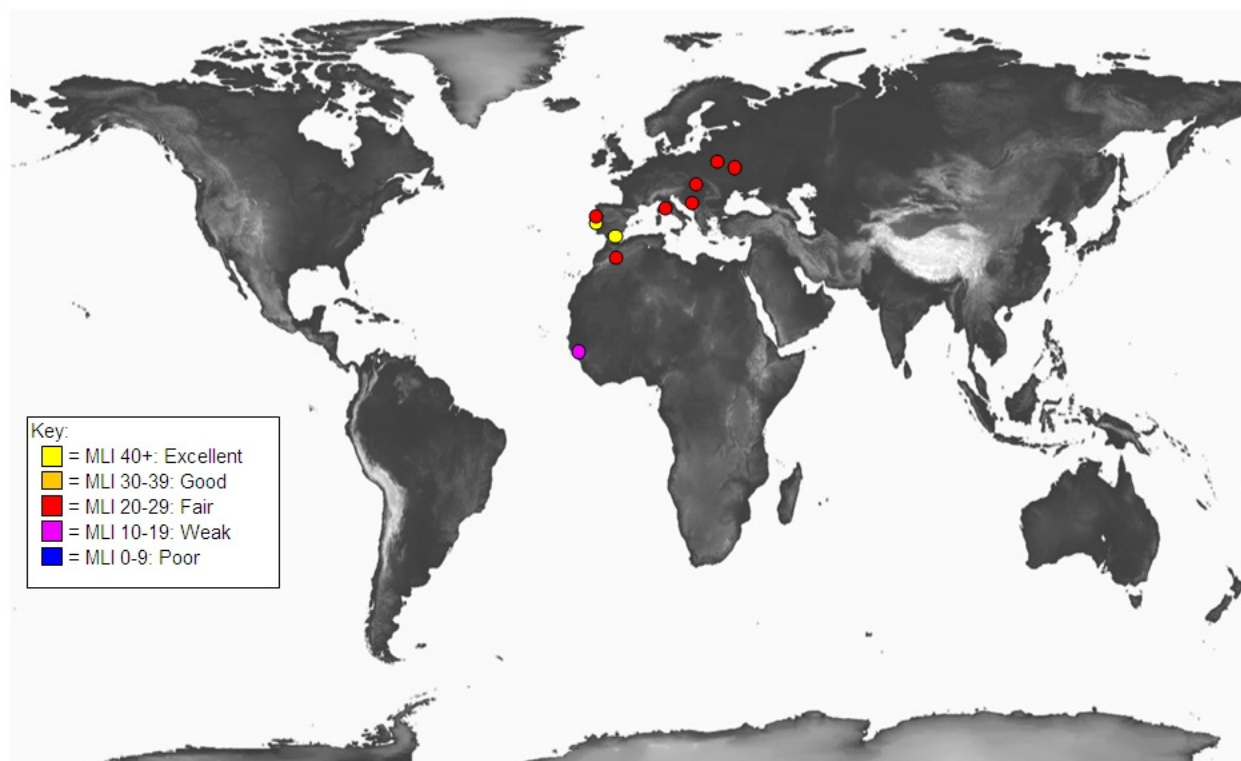 Key:
= MLI 40+: Excellent
= MLI 30-39: Good
= MLI 20-29: Fair
= MLI 10-19: Weak
= MLI 0-9: Poor